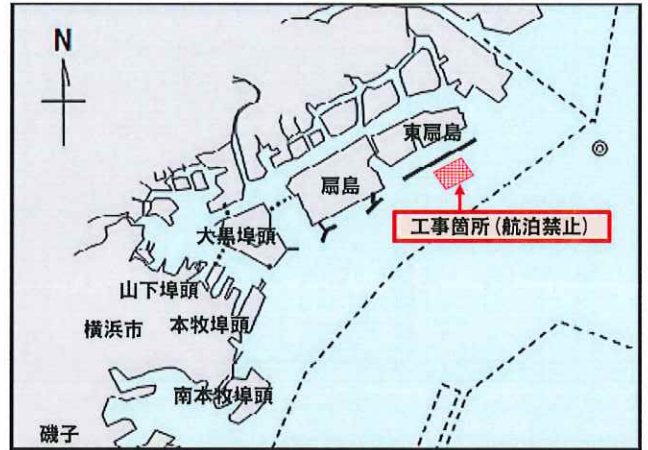 N
東扇島
扇島
工事箇所(航泊禁止)
大黒埠頭
山下埠頭
横浜市
本牧埠頭
南本牧埠頭
磯子